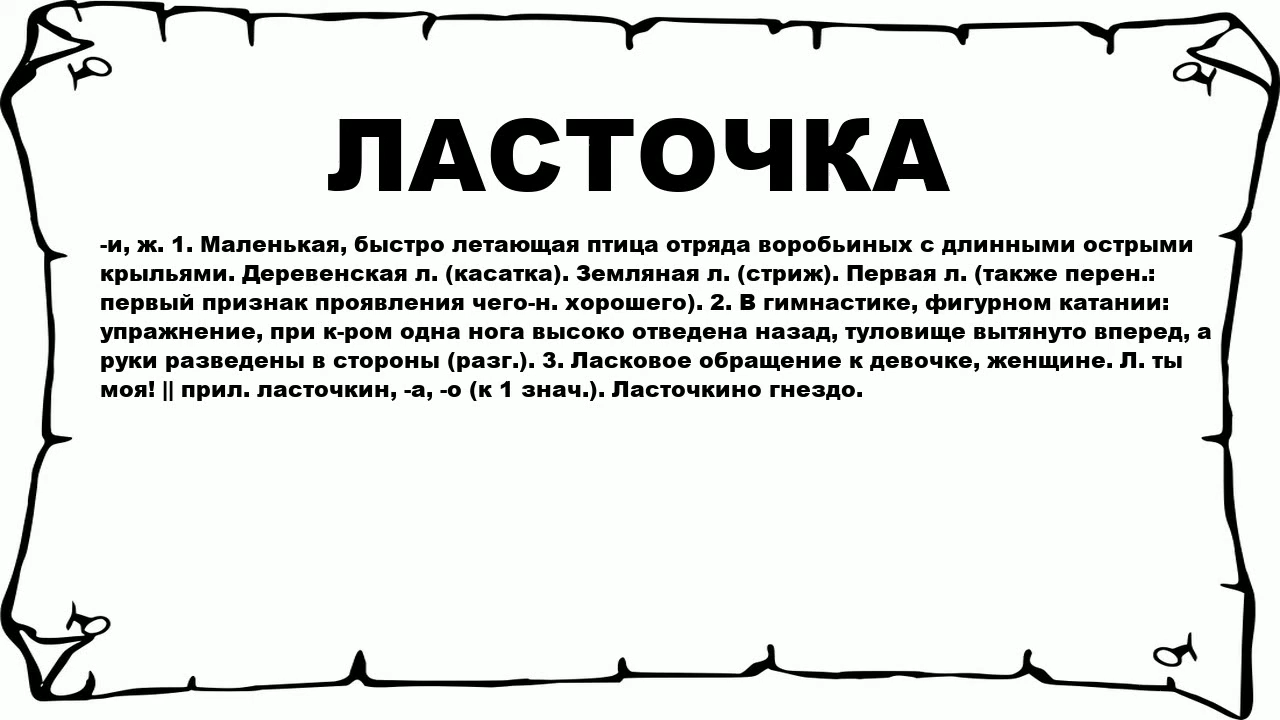 ЛАСТОЧКА
-и, ж. 1. Маленькая, быстро летающая птица отряда воробьиных с длинными острыми
крыльями. Деревенская л. (касатка). Земляная л. (стриж). Первая л. (также перен.:
первый признак проявления чего-н. хорошего). 2. В гимнастике, фигурном катании:
упражнение, при к-ром одна нога высоко отведена назад, туловище вытянуто вперед, а
руки разведены в стороны (разг.). 3. Ласковое обращение к девочке, женщине. Л. ты
моя! || прил. ласточкин, -а, -о (к 1 знач.). Ласточкино гнездо.